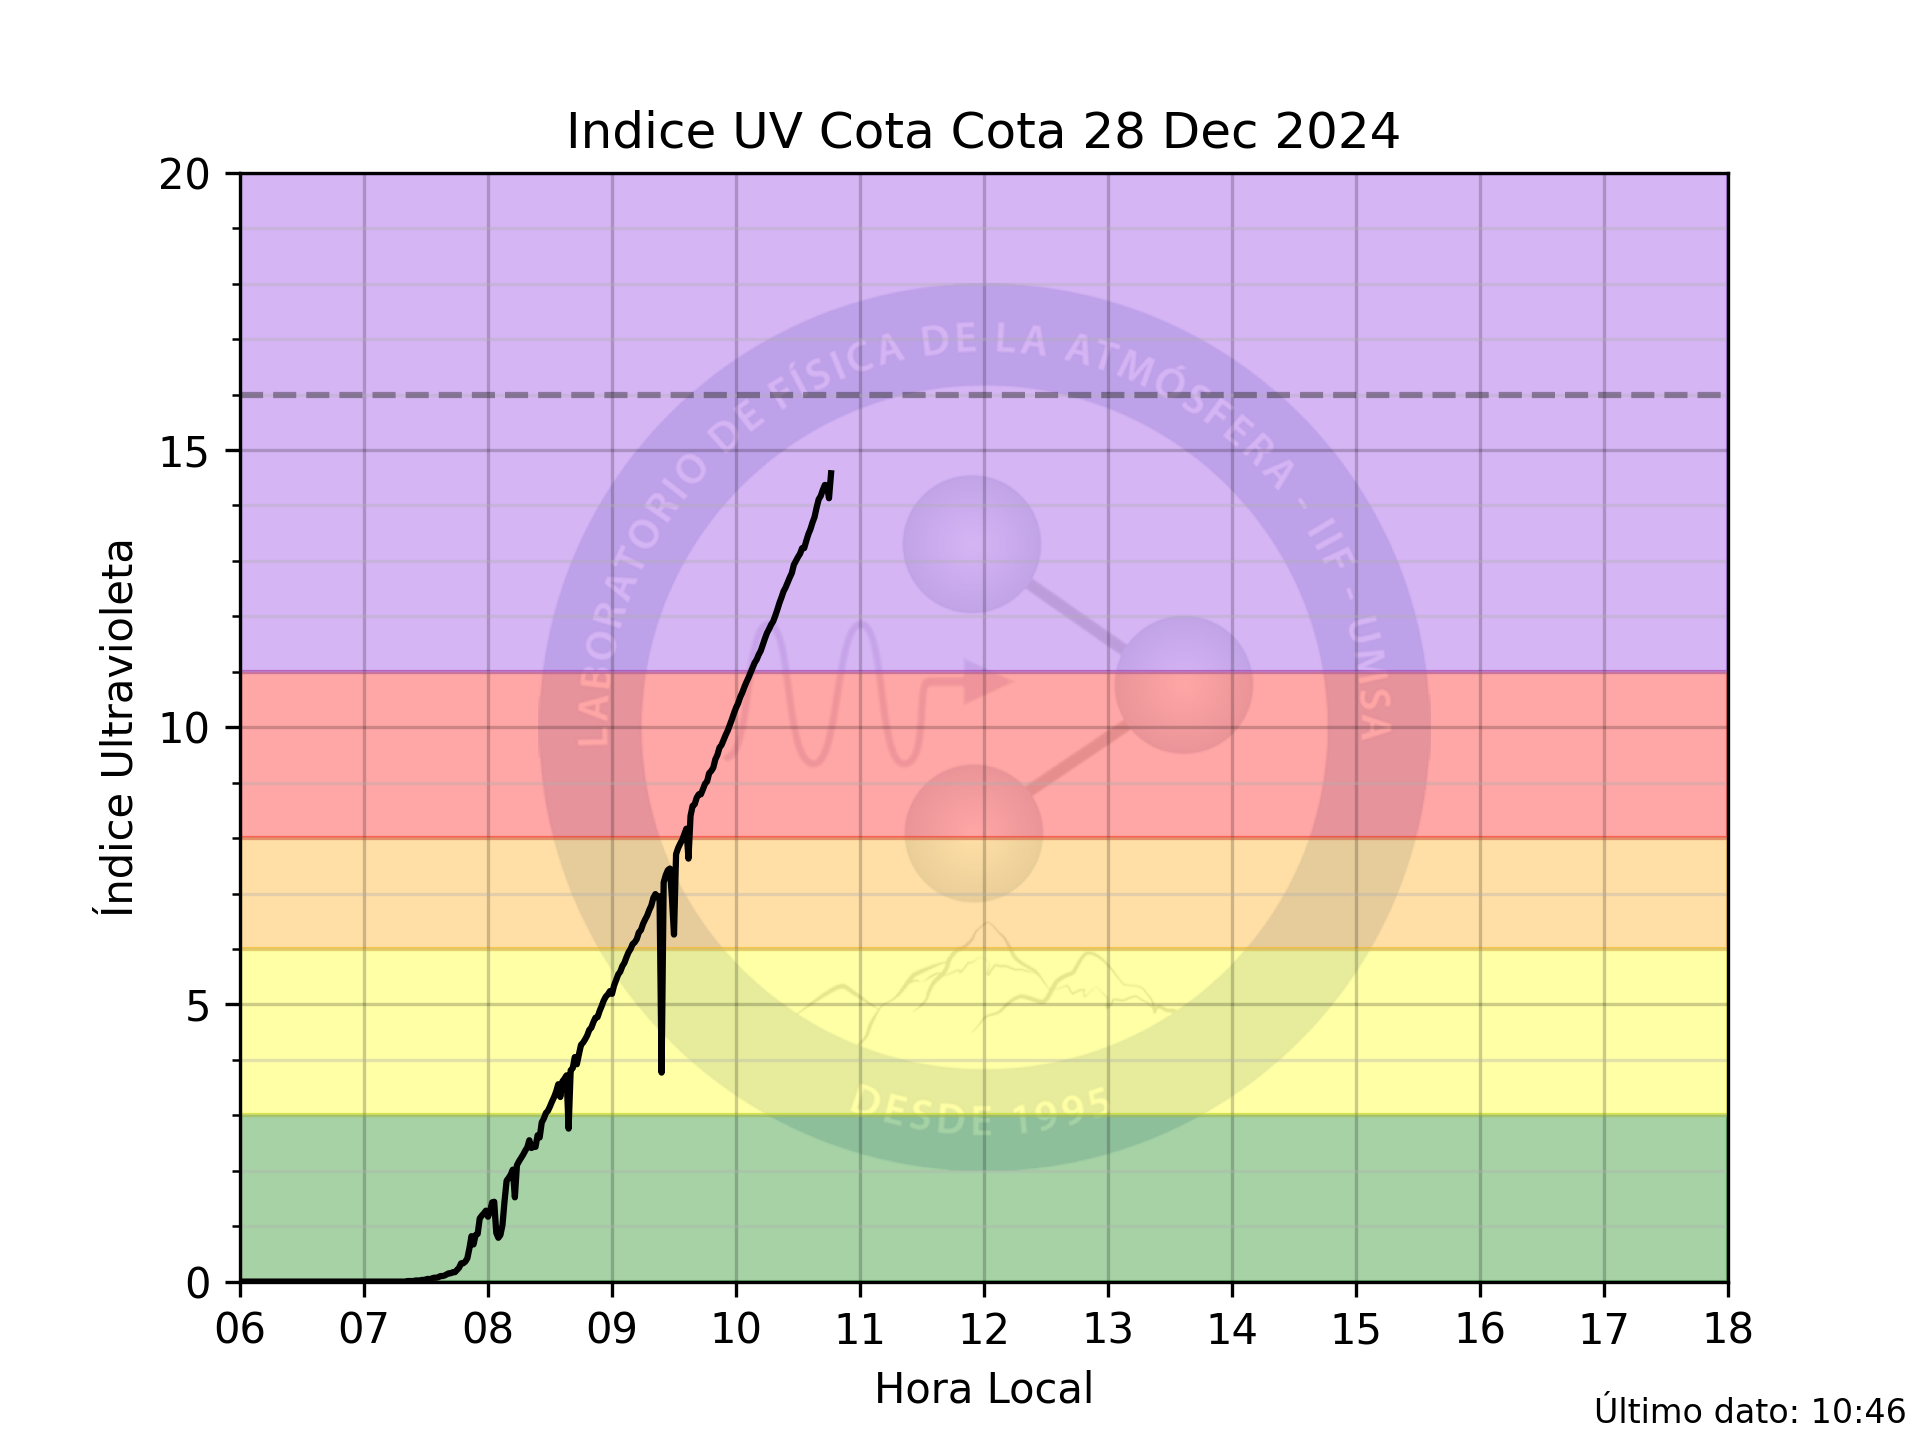 Indice UV Cota Cota 28 Dec 2024
20
15
10
5
0
Índice Ultravioleta
LABORATORIO DE FÍSICA DE LA ATMÓSFERA - IIF - UMSA
DESDE 1995
06 07 08 09 10 11 12 13 14 15 16 17 18
Hora Local
Último dato: 10:46